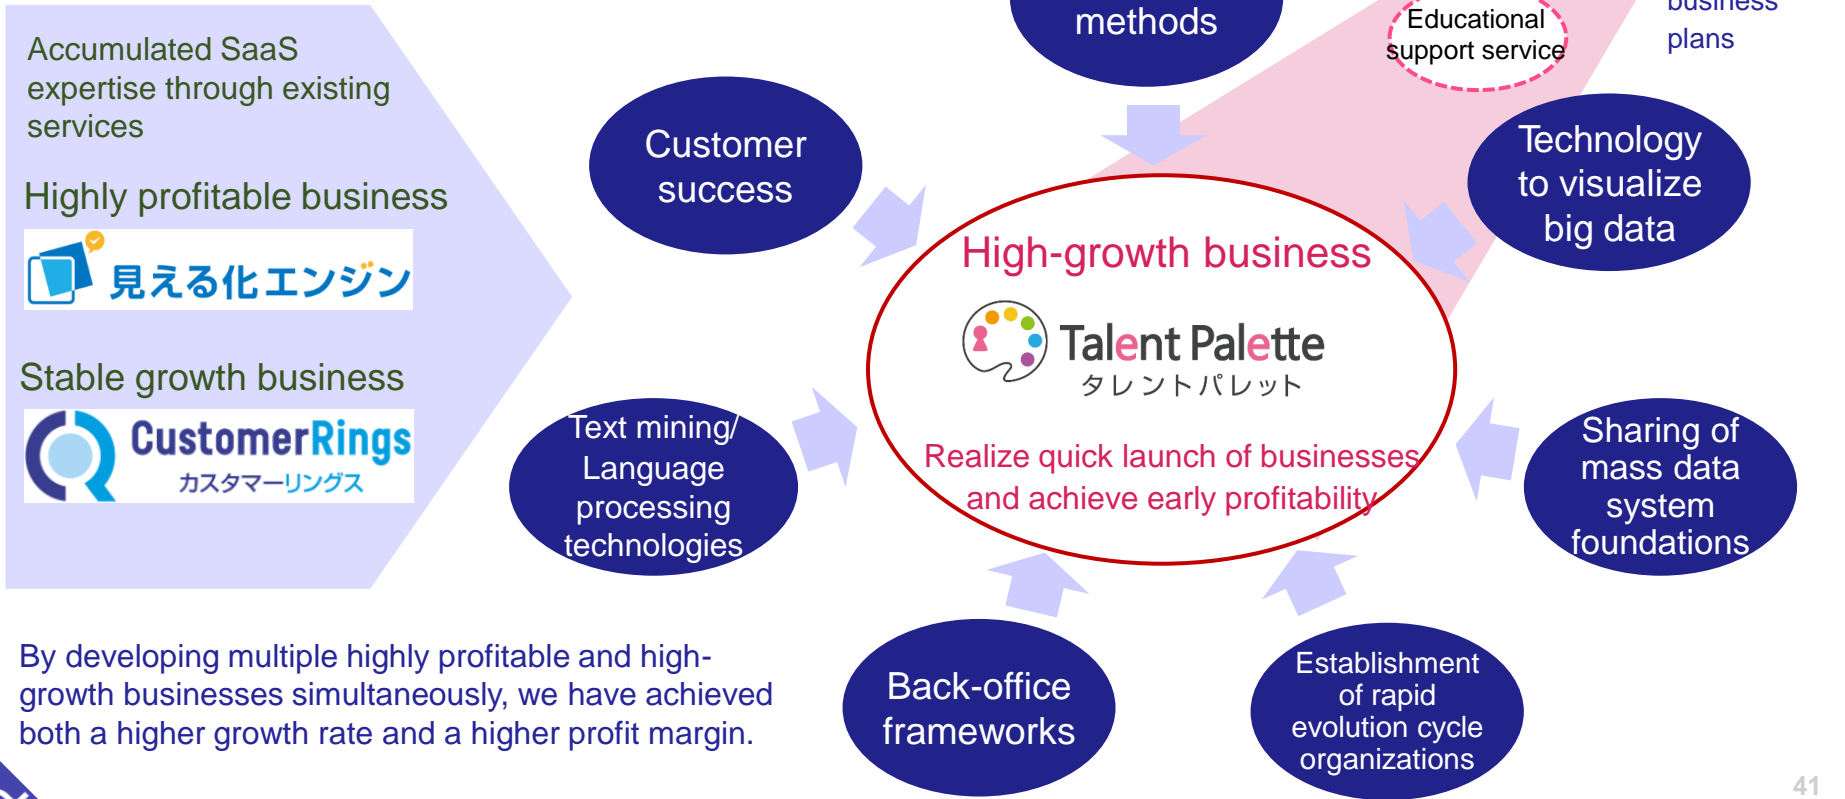 methods
Educational
support service
business
plans
Accumulated SaaS
expertise through existing
services
Highly profitable business
見える化エンジン
Stable growth business
CustomerRings
カスタマーリングス
Customer
success
Technology
to visualize
big data
High-growth business
Talent Palette
タレントパレット
Realize quick launch of businesses
and achieve early profitability
Text mining/
Language
processing
technologies
Sharing of
mass data
system
foundations
Back-office
frameworks
Establishment
of rapid
evolution cycle
organizations
By developing multiple highly profitable and high-
growth businesses simultaneously, we have achieved
both a higher growth rate and a higher profit margin.
41